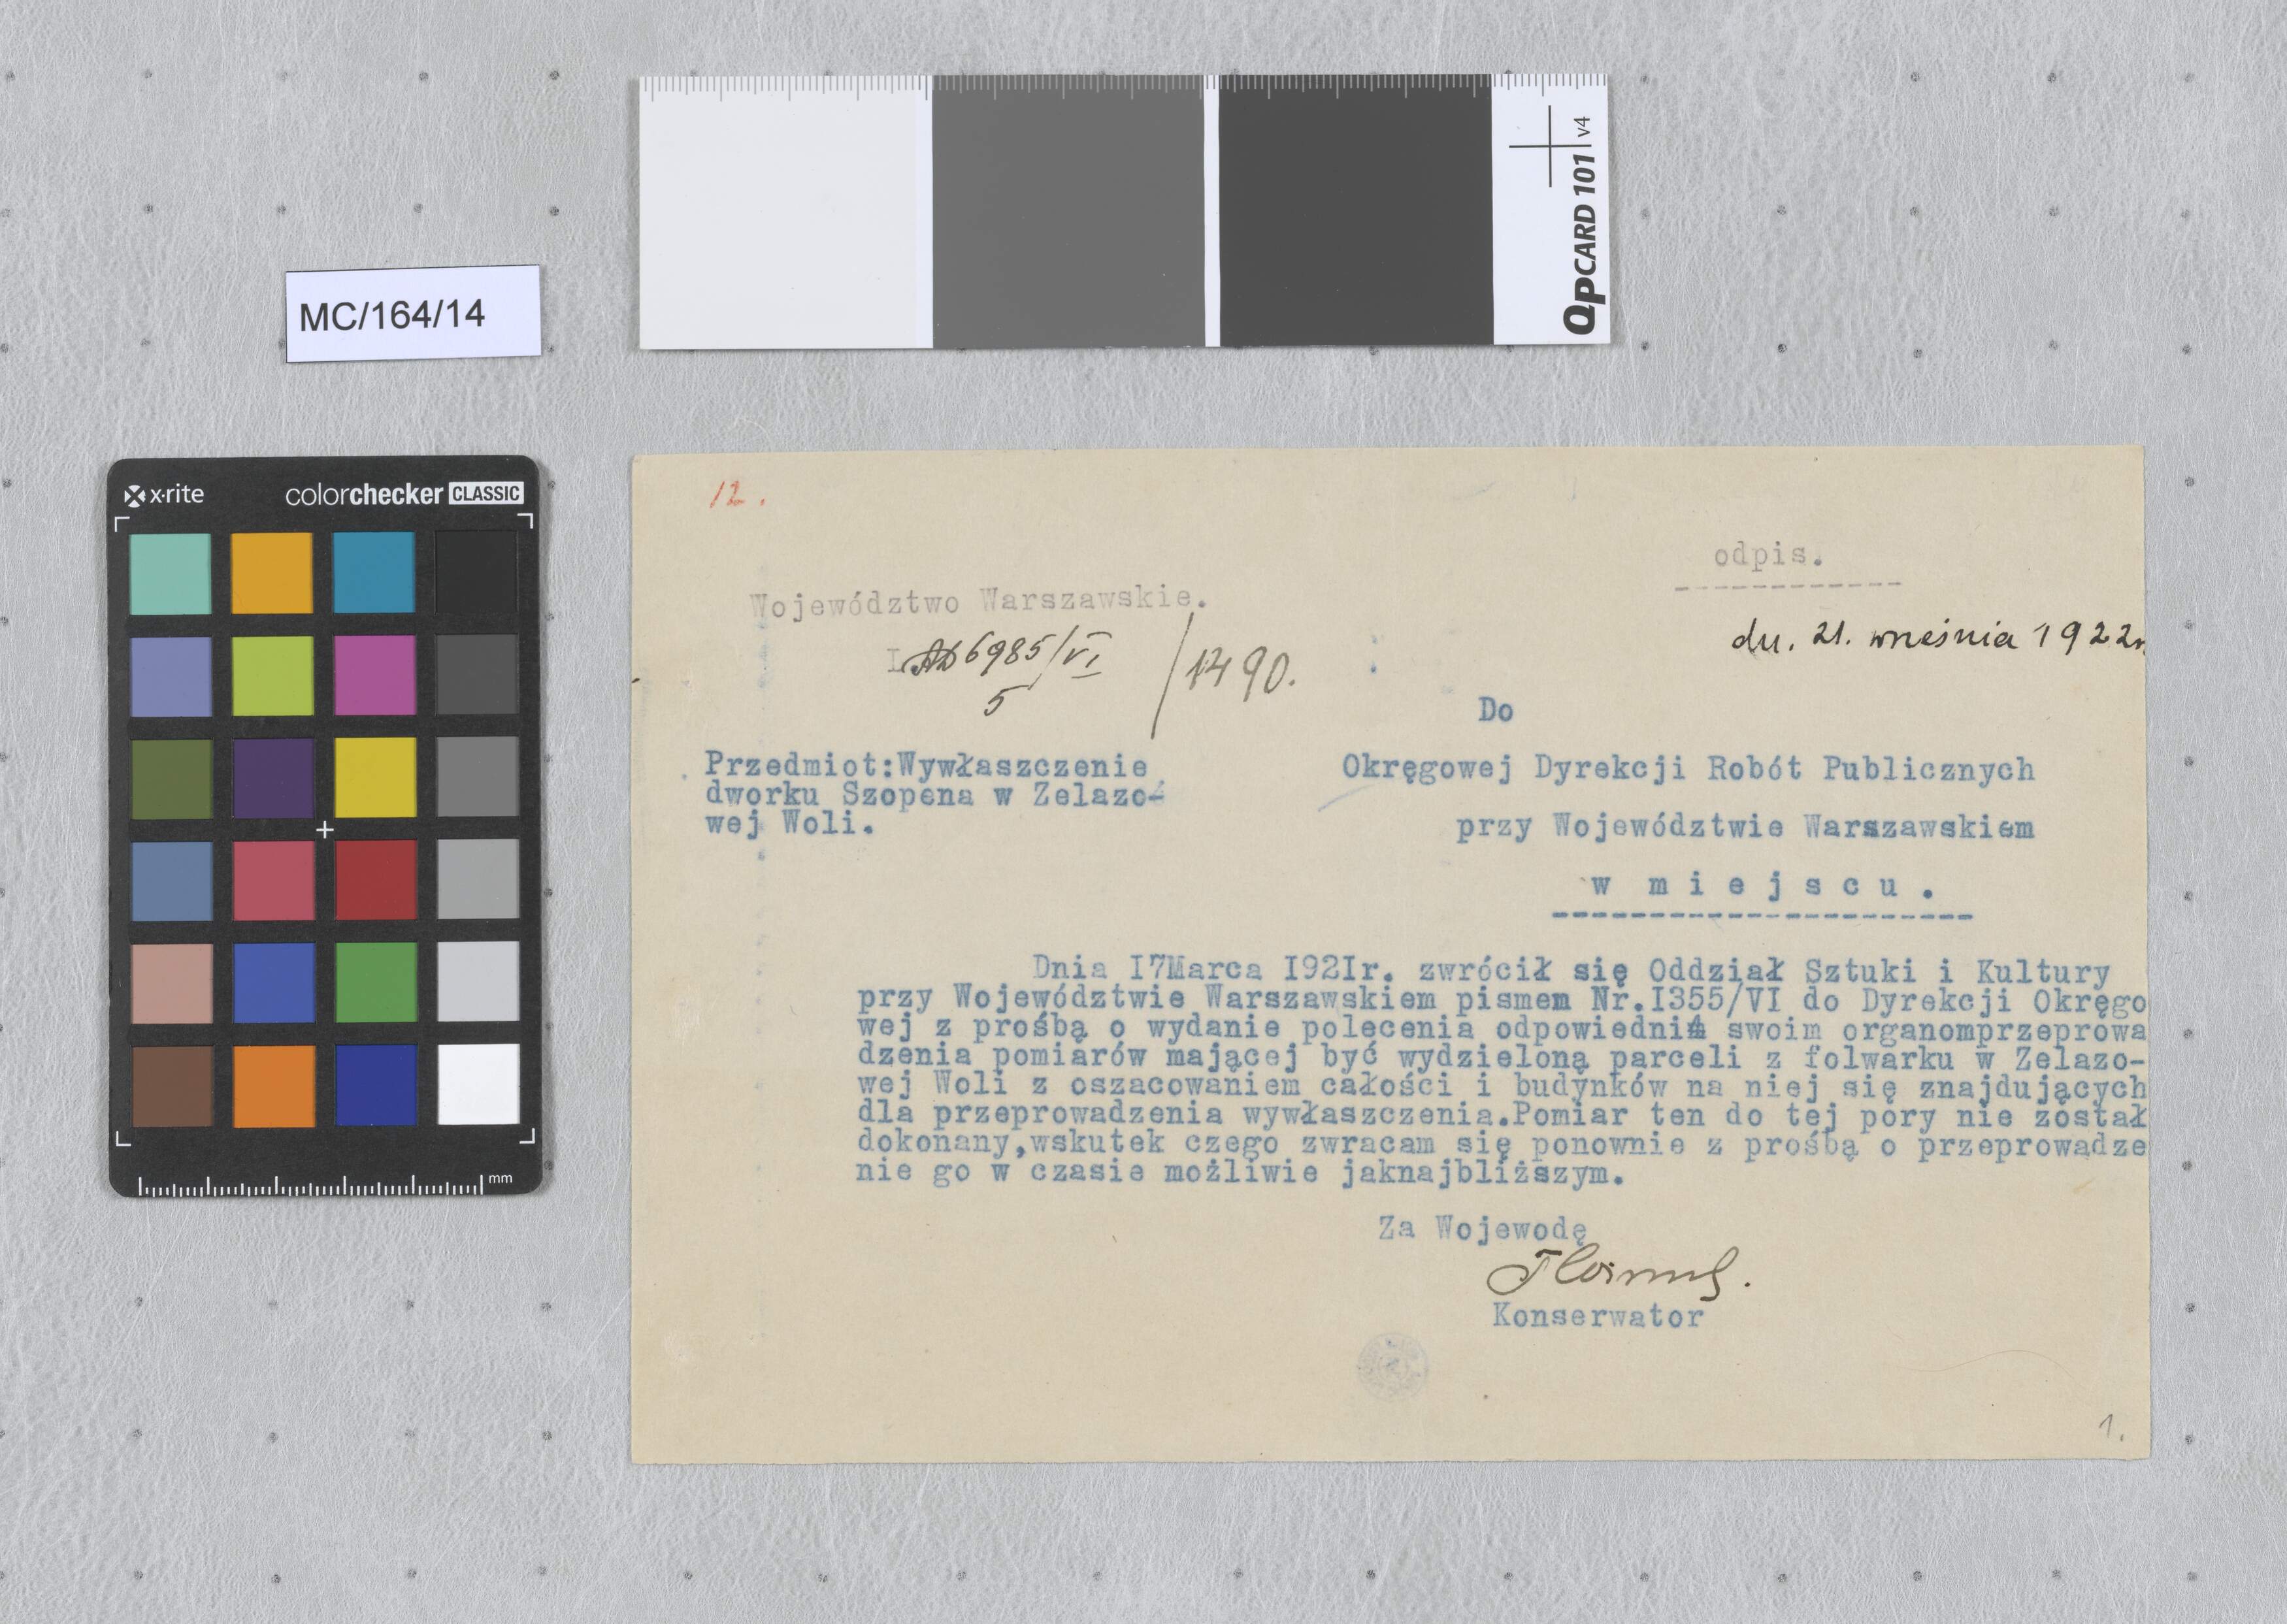 QPCARD 101 v4
MC/164/14
x·rite colorchecker CLASSIC
mm
12.
odpis.
Województwo Warszawskie.
dn. 21. wneśnia 1922r
6985/VI
5
/1490.
Do
Przedmiot:Wywłaszczenie
dworku Szopena w Zelazo-
wej Woli.
Okręgowej Dyrekcji Robót Publicznych
przy Województwie Warszawskiem
w miejscu.
Dnia I7Marca I92Ir. zwrócił się Oddział Sztuki i Kultury
przy Województwie Warszawskiem pismem Nr.I355/VI do Dyrekcji Okręgo
wej z prośbą o wydanie polecenia odpowiednim swoim organomprzeprowa
dzenia pomiarów mającej być wydzieloną parceli z folwarku w Zelazo-
wej Woli z oszacowaniem całości i budynków na niej się znajdujących
dla przeprowadzenia wywłaszczenia.Pomiar ten do tej pory nie został
dokonany,wskutek czego zwracam się ponownie z prośbą o przeprowadze
nie go w czasie możliwie jaknajbliższym.
Za Wojewodę
Konserwator
1.